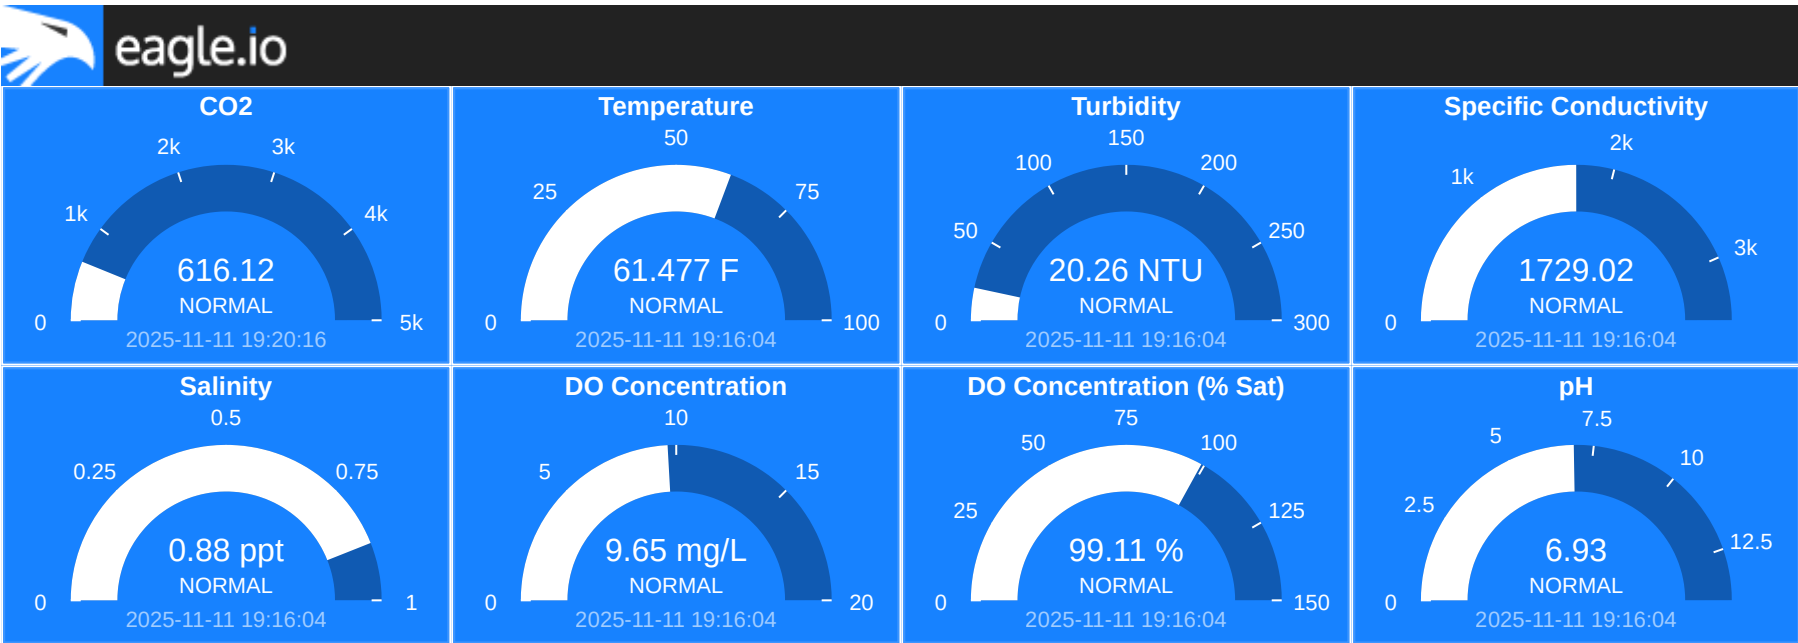 eagle.io
CO2
0
1k
2k
3k
4k
5k
616.12
NORMAL
2025-11-11 19:20:16
Temperature
0
25
50
75
100
61.477 F
NORMAL
2025-11-11 19:16:04
Turbidity
0
50
100
150
200
250
300
20.26 NTU
NORMAL
2025-11-11 19:16:04
Specific Conductivity
0
1k
2k
3k
1729.02
NORMAL
2025-11-11 19:16:04
Salinity
0
0.25
0.5
0.75
1
0.88 ppt
NORMAL
2025-11-11 19:16:04
DO Concentration
0
5
10
15
20
9.65 mg/L
NORMAL
2025-11-11 19:16:04
DO Concentration (% Sat)
0
25
50
75
100
125
150
99.11 %
NORMAL
2025-11-11 19:16:04
pH
0
2.5
5
7.5
10
12.5
6.93
NORMAL
2025-11-11 19:16:04